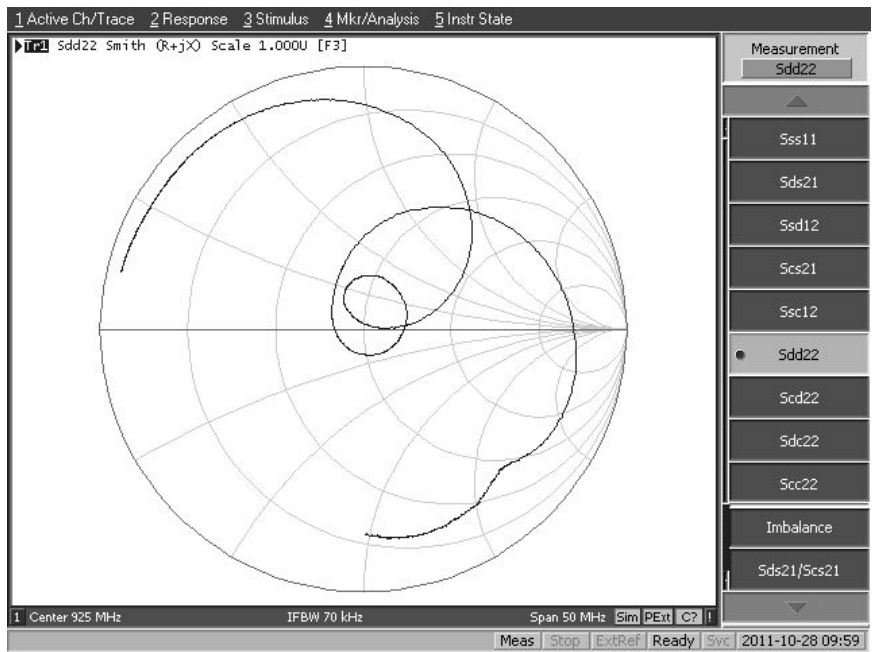 1 Active Ch/Trace 2 Response 3 Stimulus 4 Mkr/Analysis 5 Instr State
Tr1 Sdd22 Smith (R+jX) Scale 1.000U [F3]
Measurement
Sdd22
Sss11
Sds21
Ssd12
Scs21
Ssc12
Sdd22
Scd22
Sdc22
Scc22
Imbalance
Sds21/Scs21
1 Center 925 MHz IFBW 70 kHz Span 50 MHz Sim PExt C? !
Meas Stop ExtRef Ready Svc 2011-10-28 09:59